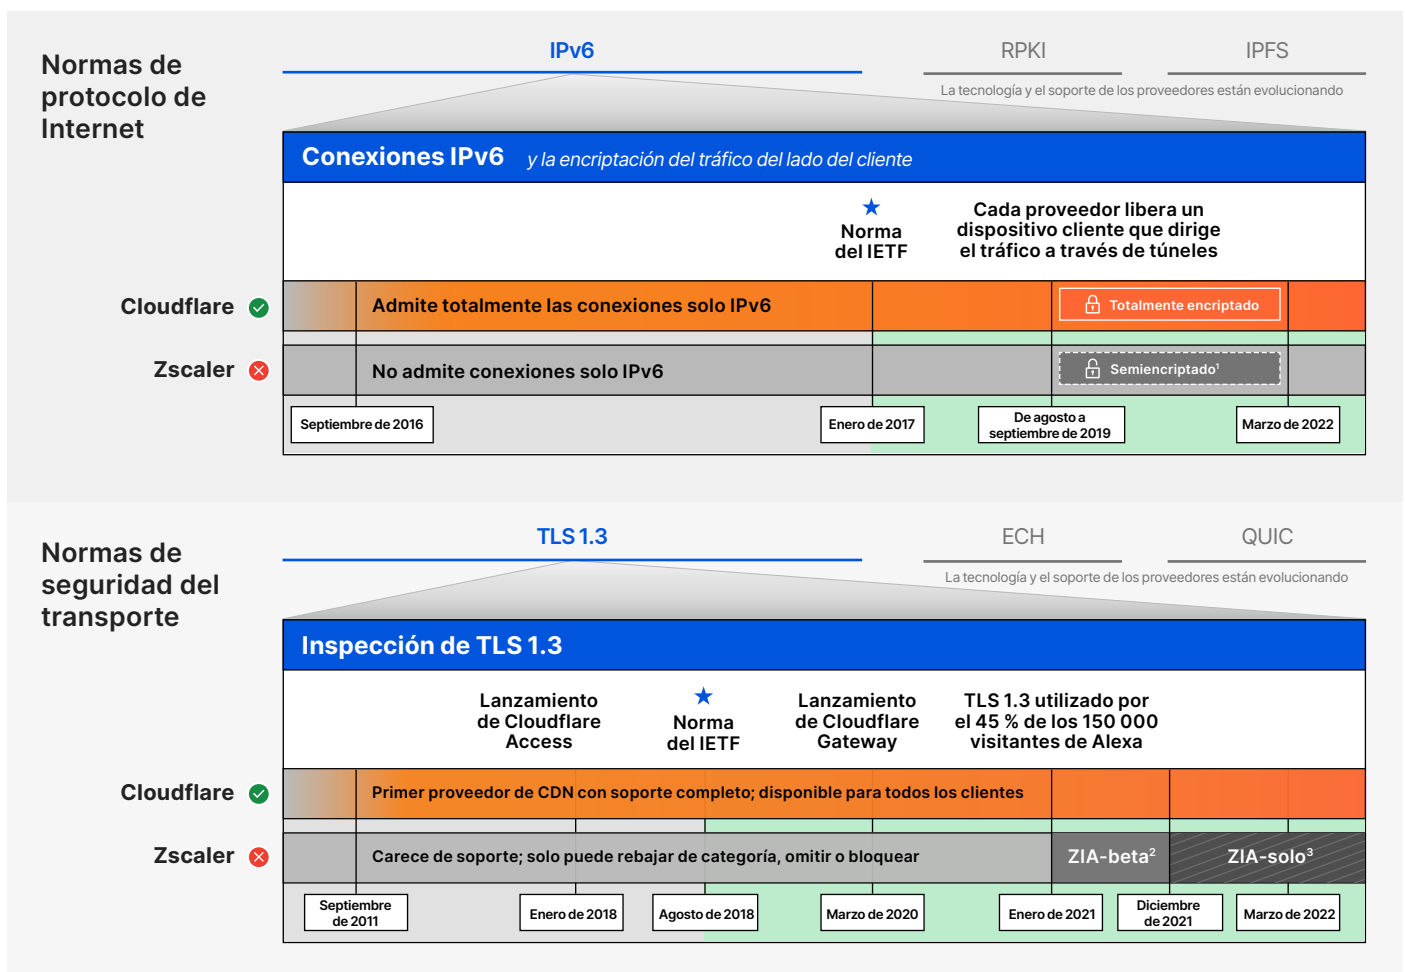 Normas de
protocolo de
Internet
IPv6
RPKI
IPFS
La tecnología y el soporte de los proveedores están evolucionando
Conexiones IPv6 y la encriptación del tráfico del lado del cliente
Norma
del IETF
Cada proveedor libera un
dispositivo cliente que dirige
el tráfico a través de túneles
Cloudflare
Admite totalmente las conexiones solo IPv6
Totalmente encriptado
Zscaler
No admite conexiones solo IPv6
Semiencriptado¹
Septiembre de 2016
Enero de 2017
De agosto a
septiembre de 2019
Marzo de 2022
Normas de
seguridad del
transporte
TLS 1.3
ECH
QUIC
La tecnología y el soporte de los proveedores están evolucionando
Inspección de TLS 1.3
Lanzamiento
de Cloudflare
Access
Norma
del IETF
Lanzamiento
de Cloudflare
Gateway
TLS 1.3 utilizado por
el 45 % de los 150 000
visitantes de Alexa
Cloudflare
Primer proveedor de CDN con soporte completo; disponible para todos los clientes
Zscaler
Carece de soporte; solo puede rebajar de categoría, omitir o bloquear
ZIA-beta²
ZIA-solo³
Septiembre
de 2011
Enero de 2018
Agosto de 2018
Marzo de 2020
Enero de 2021
Diciembre
de 2021
Marzo de 2022